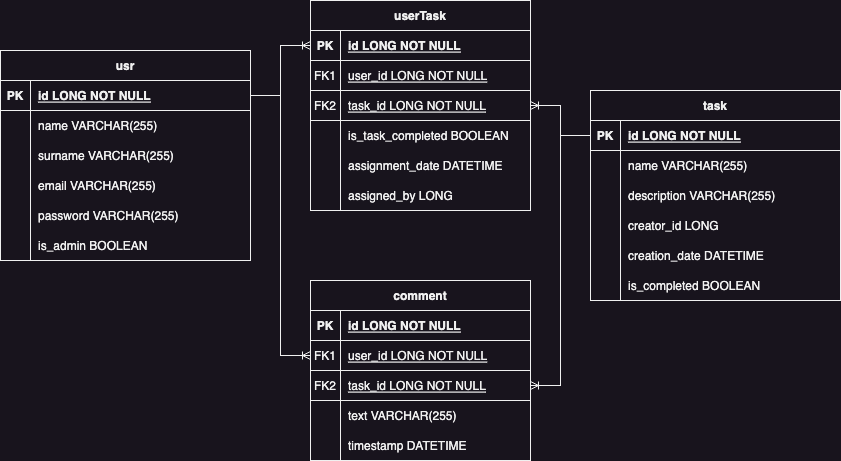 usr
PK id LONG NOT NULL
name VARCHAR(255)
surname VARCHAR(255)
email VARCHAR(255)
password VARCHAR(255)
is_admin BOOLEAN
userTask
PK id LONG NOT NULL
FK1 user_id LONG NOT NULL
FK2 task_id LONG NOT NULL
is_task_completed BOOLEAN
assignment_date DATETIME
assigned_by LONG
comment
PK id LONG NOT NULL
FK1 user_id LONG NOT NULL
FK2 task_id LONG NOT NULL
text VARCHAR(255)
timestamp DATETIME
task
PK id LONG NOT NULL
name VARCHAR(255)
description VARCHAR(255)
creator_id LONG
creation_date DATETIME
is_completed BOOLEAN